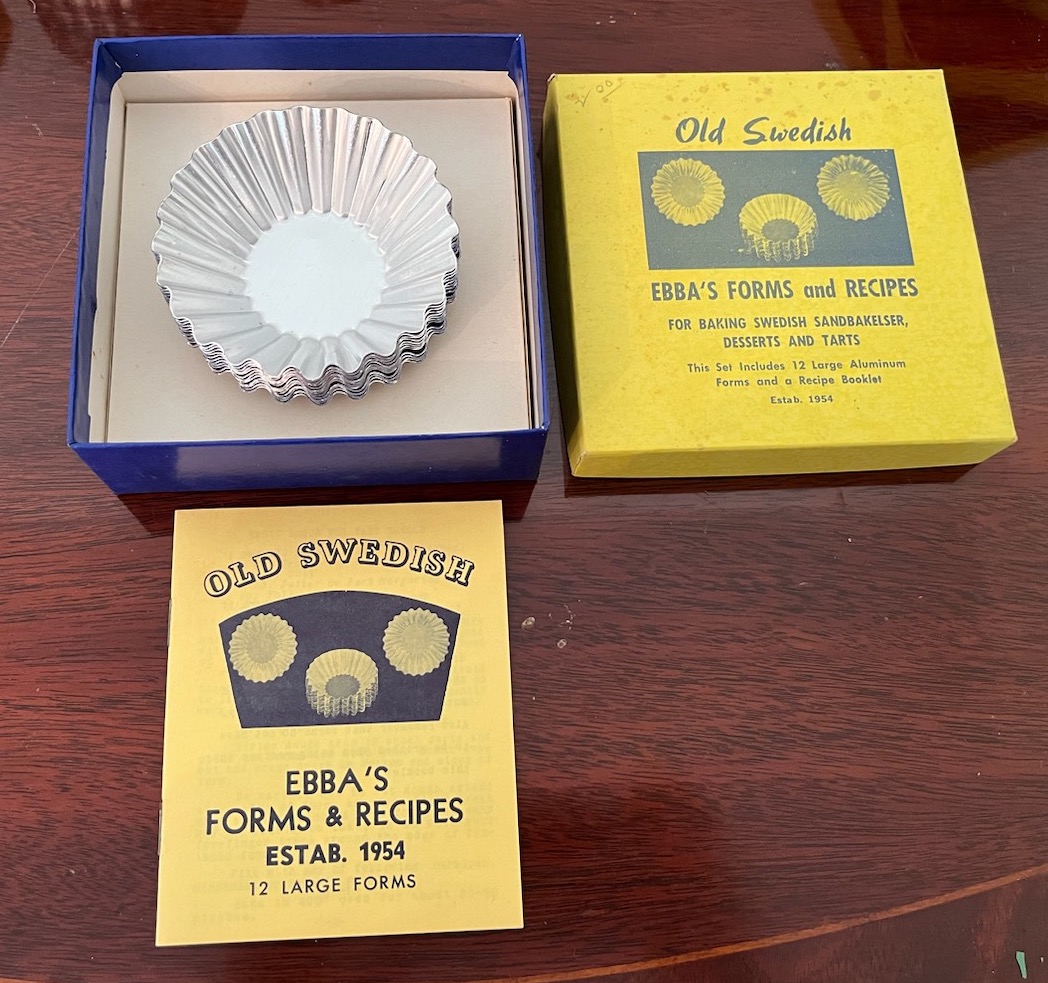 Old Swedish
EBBA'S FORMS and RECIPES
FOR BAKING SWEDISH SANDBAKELSER,
DESSERTS AND TARTS
This Set Includes 12 Large Aluminum
Forms and a Recipe Booklet
Estab. 1954
OLD SWEDISH
EBBA'S
FORMS & RECIPES
ESTAB. 1954
12 LARGE FORMS